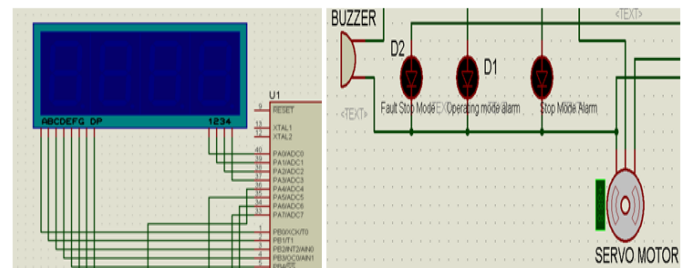 ABCDEFG DP 1234
U1
9 RESET
13 XTAL1
12 XTAL2
40 PA0/ADC0
39 PA1/ADC1
38 PA2/ADC2
37 PA3/ADC3
36 PA4/ADC4
35 PA5/ADC5
34 PA6/ADC6
33 PA7/ADC7
1 PB0/XCK/T0
2 PB1/T1
3 PB2/INT2/AIN0
4 PB3/OC0/AIN1
5 PB4/SS
BUZZER
<TEXT>
D2
D1
<TEXT>
Fault Stop Mode
Operating mode alarm
Stop Mode Alarm
SERVO MOTOR